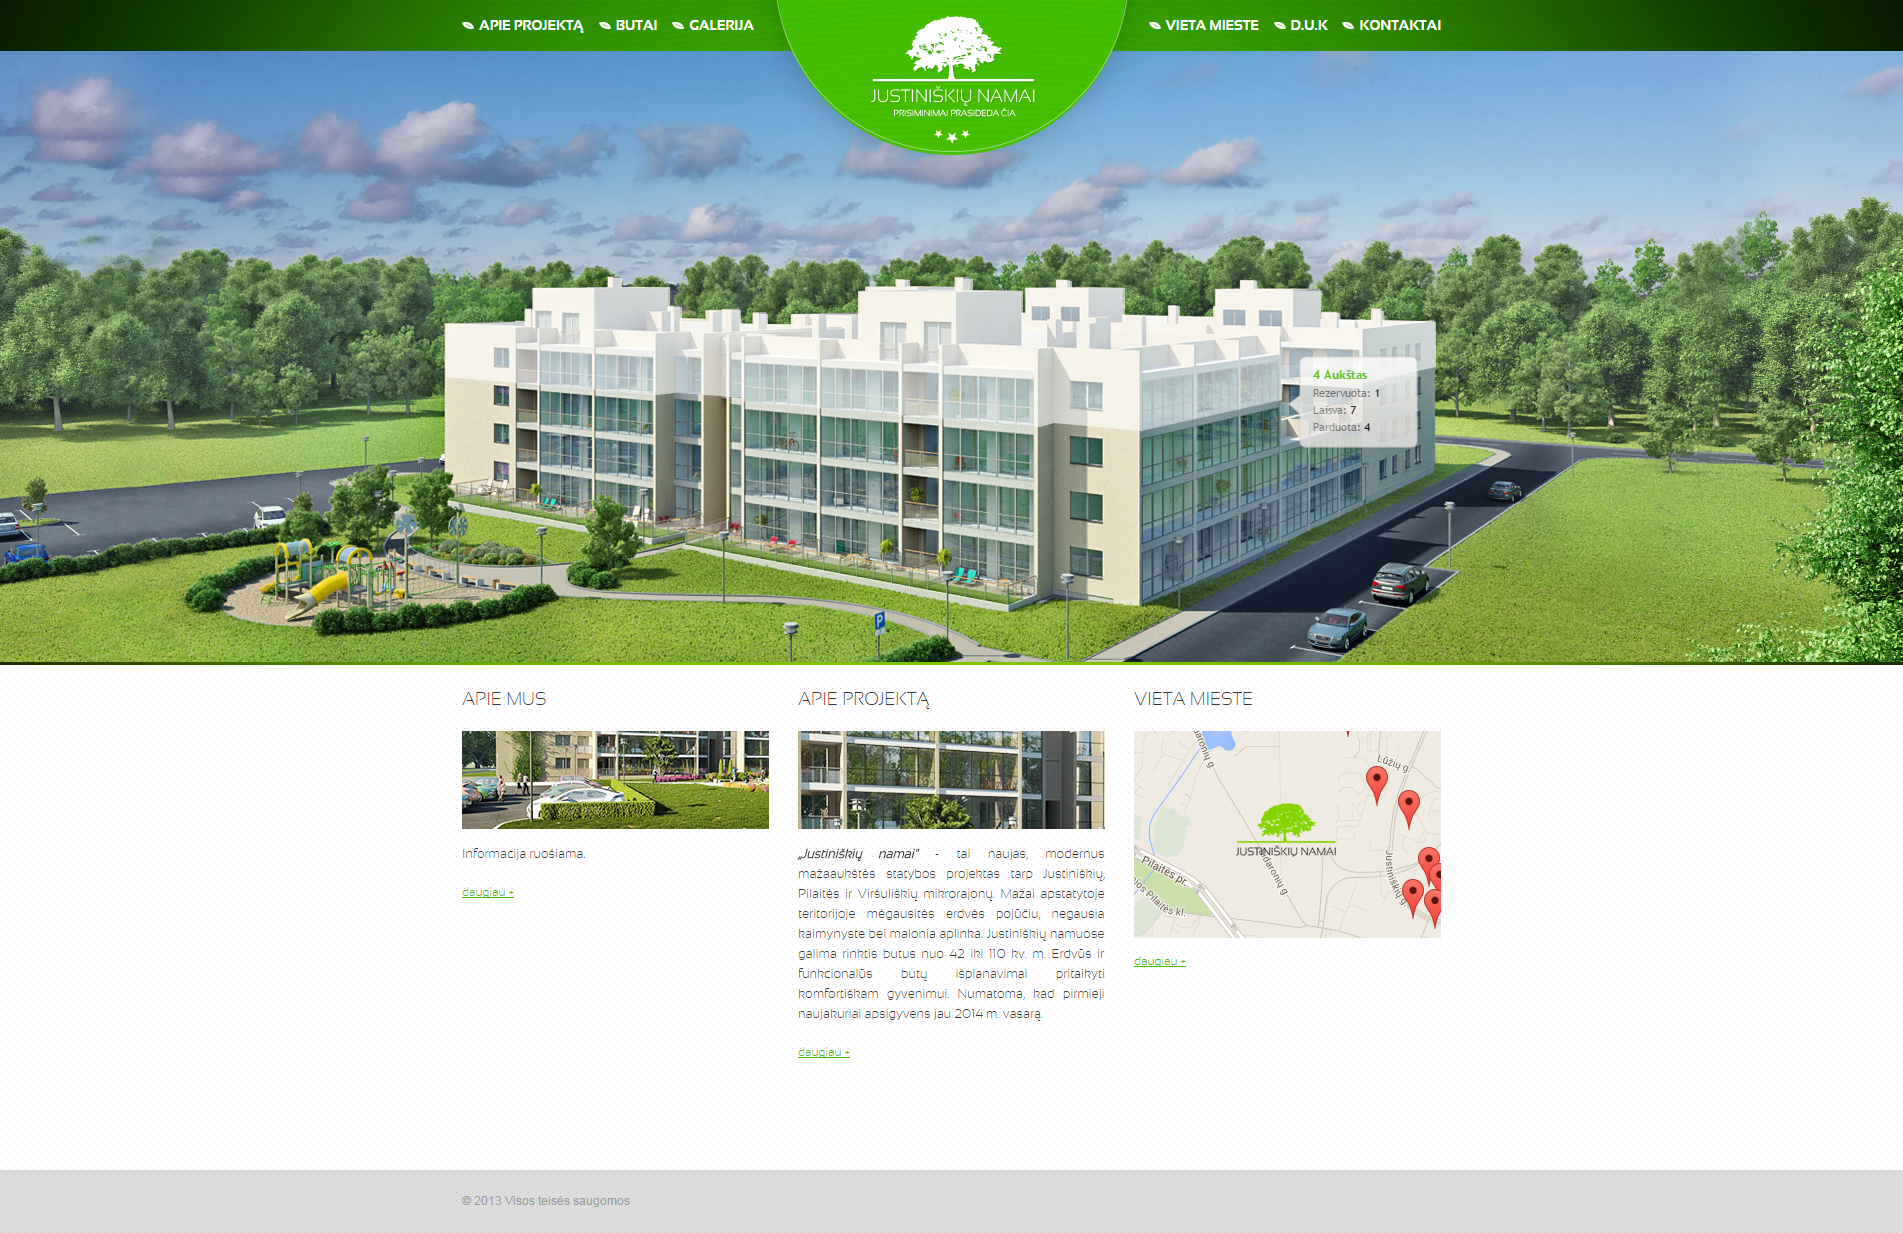 APIE PROJEKTĄ
BUTAI
GALERIJA
JUSTINIŠKIŲ NAMAI
PRISIMINIMAI PRASIDEDA ČIA
VIETA MIESTE
D.U.K
KONTAKTAI
4 Aukštas
Rezervuota: 1
Laisva: 7
Parduota: 4
P
APIE MUS
Informacija ruošiama.
daugiau +
APIE PROJEKTĄ
„Justiniškių namai" - tai naujas, modernus
mažaaukštės statybos projektas tarp Justiniškių,
Pilaitės ir Viršuliškių mikrorajonų. Mažai apstatytoje
teritorijoje mėgausitės erdvės pojūčiu, negausia
kaimynyste bei malonia aplinka. Justiniškių namuose
galima rinktis butus nuo 42 iki 110 kv. m. Erdvūs ir
funkcionalūs butų išplanavimai pritaikyti
komfortiškam gyvenimui. Numatoma, kad pirmieji
naujakuriai apsigyvens jau 2014 m. vasarą.
daugiau +
VIETA MIESTE
daronių g.
Lūžių g.
JUSTINIŠKIŲ NAMAI
Pilaitės pr.
daronių g.
Justiniškių g.
ios Pilaitės kl.
daugiau +
© 2013 Visos teisės saugomos